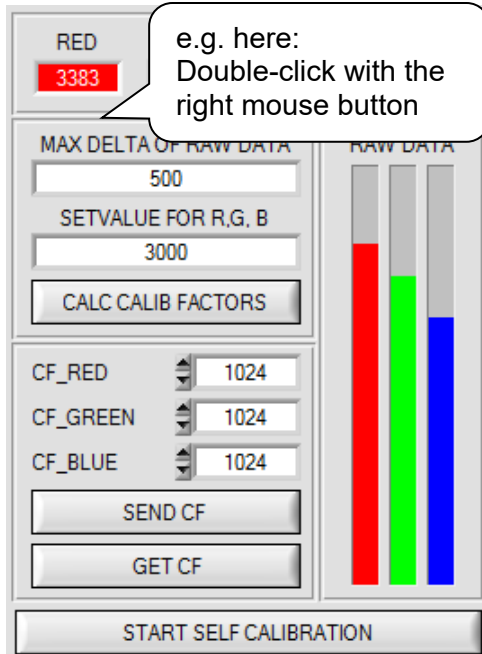 RED
3383
e.g. here:
Double-click with the
right mouse button
MAX DELTA OF RAW DATA
500
SETVALUE FOR R,G, B
3000
CALC CALIB FACTORS
RAW DATA
CF_RED 1024
CF_GREEN 1024
CF_BLUE 1024
SEND CF
GET CF
START SELF CALIBRATION